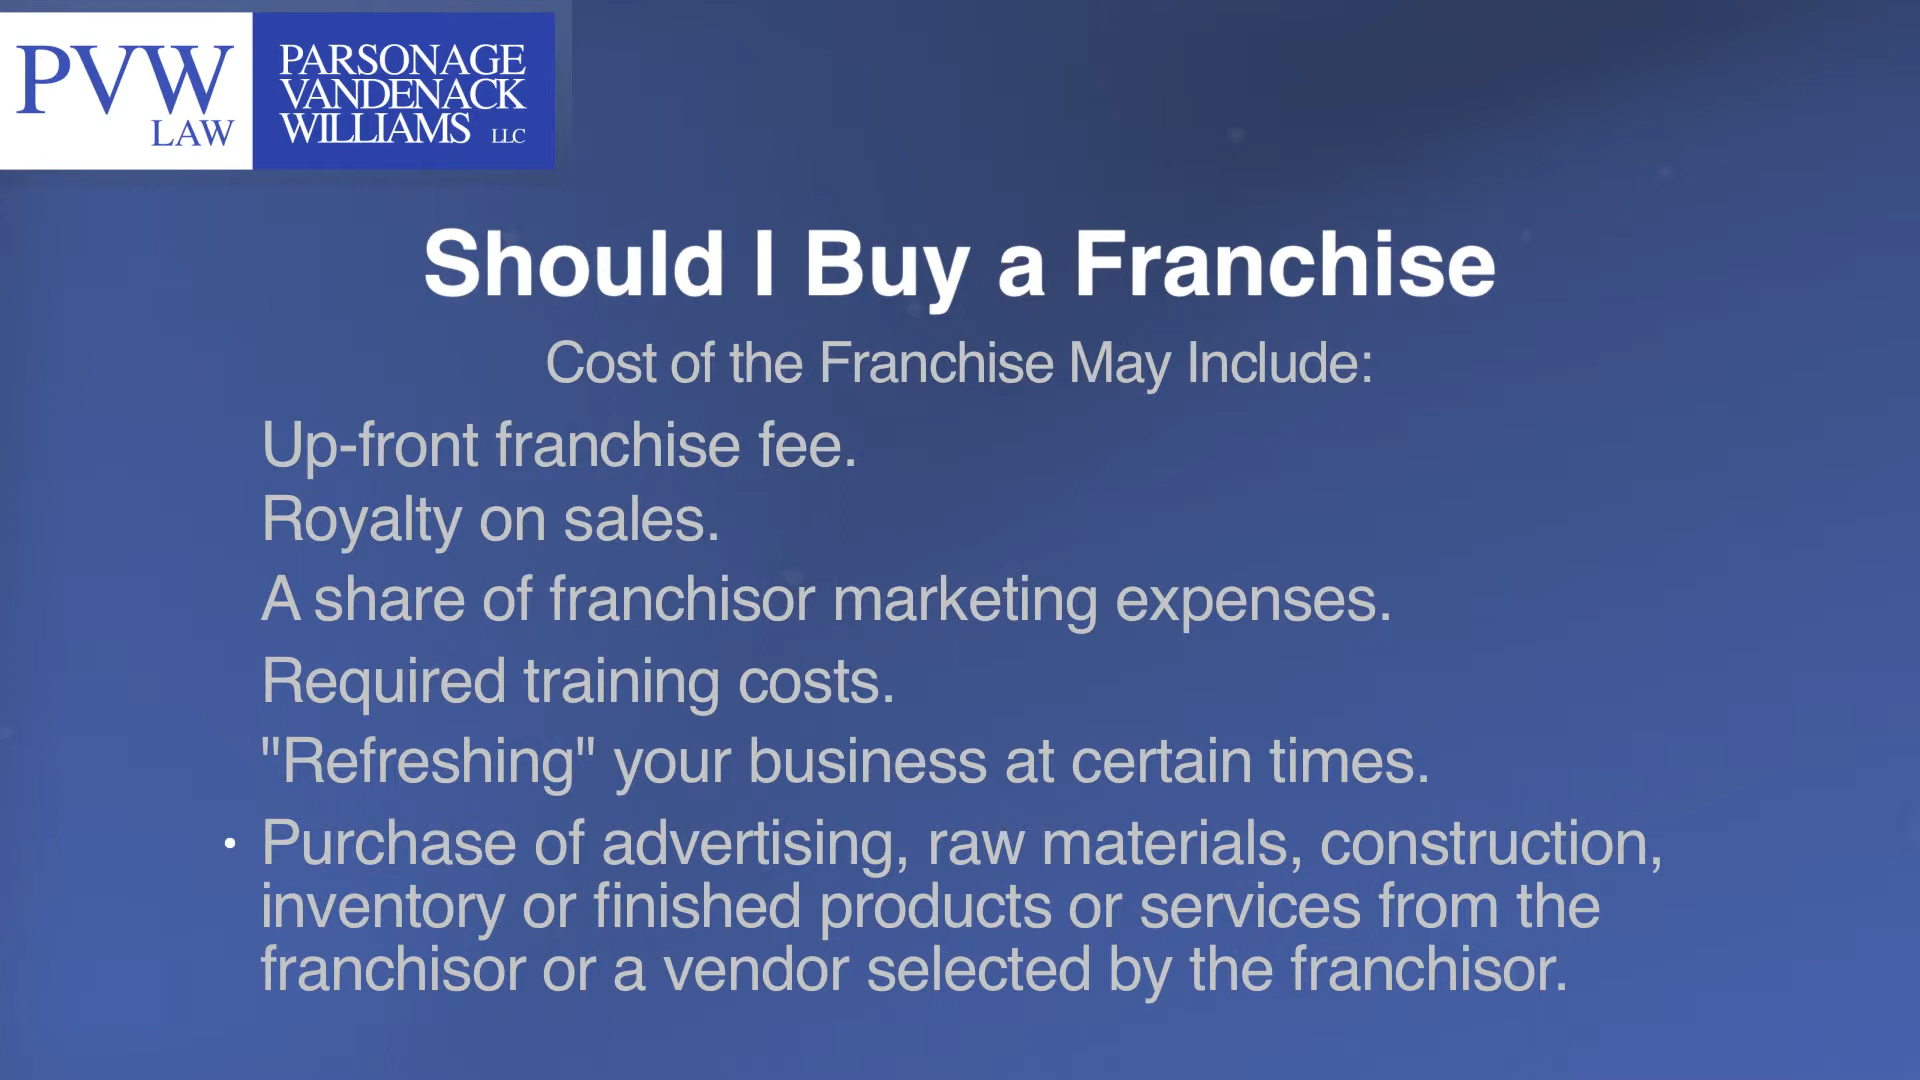 PVW
LAW
PARSONAGE
VANDENACK
WILLIAMS LLC
Should I Buy a Franchise
Cost of the Franchise May Include:
Up-front franchise fee.
Royalty on sales.
A share of franchisor marketing expenses.
Required training costs.
"Refreshing" your business at certain times.
• Purchase of advertising, raw materials, construction,
inventory or finished products or services from the
franchisor or a vendor selected by the franchisor.